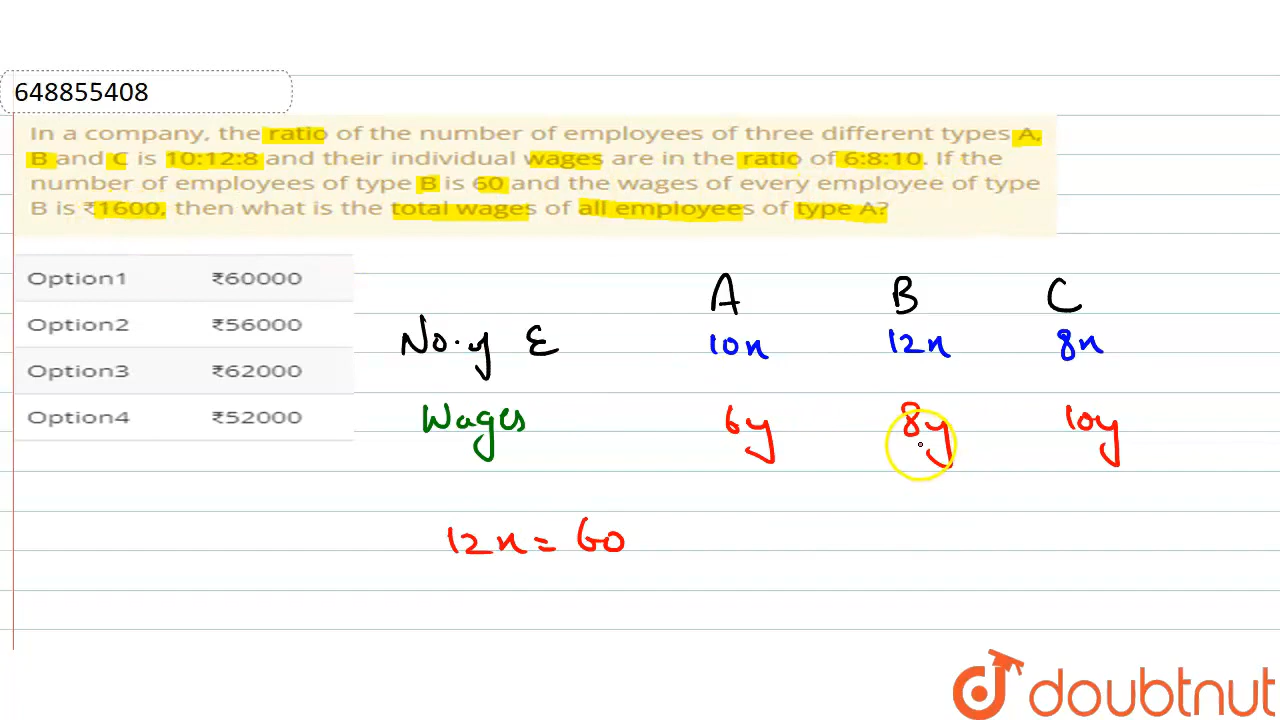 648855408
In a company, the ratio of the number of employees of three different types A,
B and C is 10:12:8 and their individual wages are in the ratio of 6:8:10. If the
number of employees of type B is 60 and the wages of every employee of type
B is ₹1600, then what is the total wages of all employees of type A?
Option1 ₹60000
Option2 ₹56000
Option3 ₹62000
Option4 ₹52000
A B C
No. of E 10x 12x 8x
Wages 6y 8y 10y
12x = 60
doubtnut